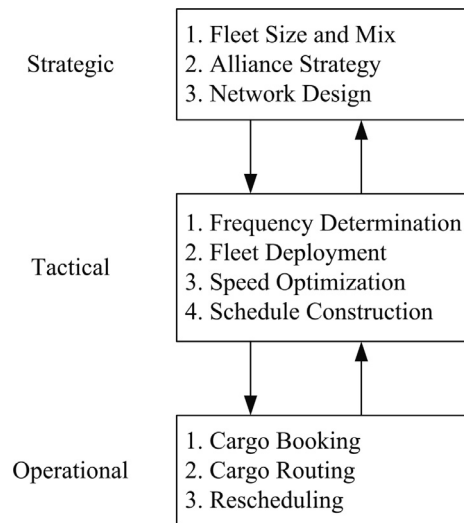 Strategic
1. Fleet Size and Mix
2. Alliance Strategy
3. Network Design
Tactical
1. Frequency Determination
2. Fleet Deployment
3. Speed Optimization
4. Schedule Construction
Operational
1. Cargo Booking
2. Cargo Routing
3. Rescheduling